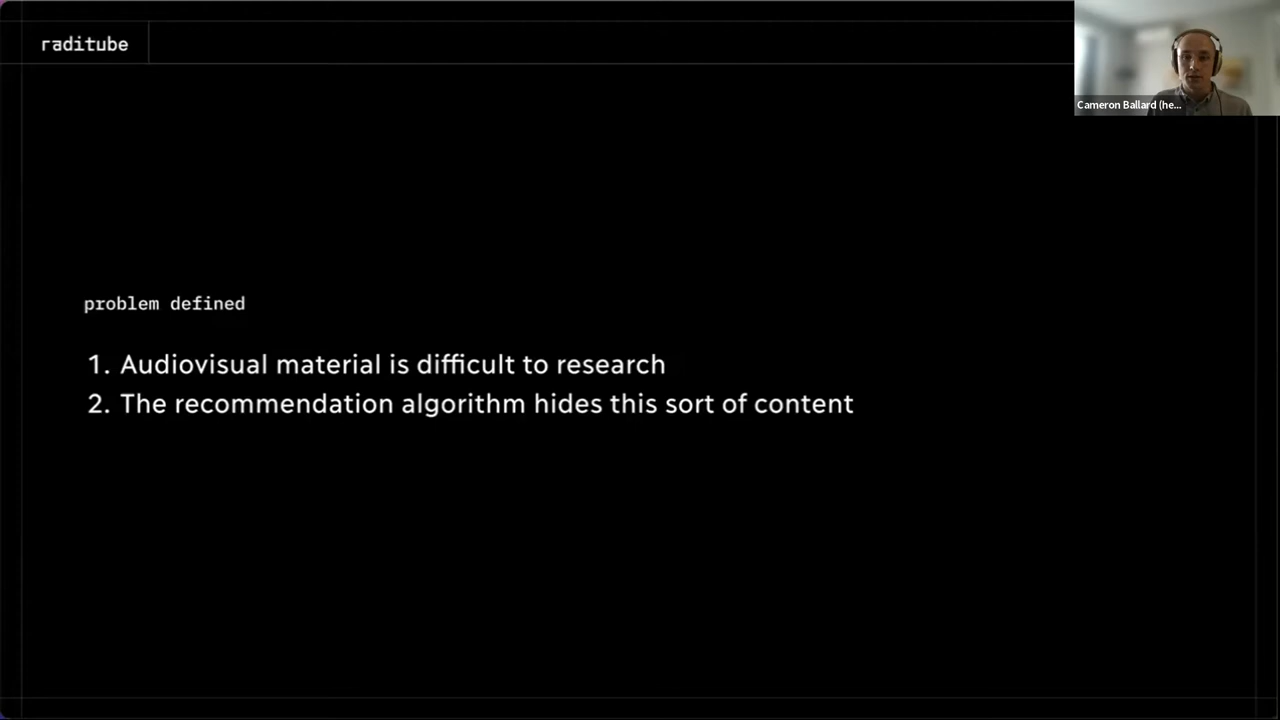 raditube
Cameron Ballard (he...
problem defined
1. Audiovisual material is difficult to research
2. The recommendation algorithm hides this sort of content